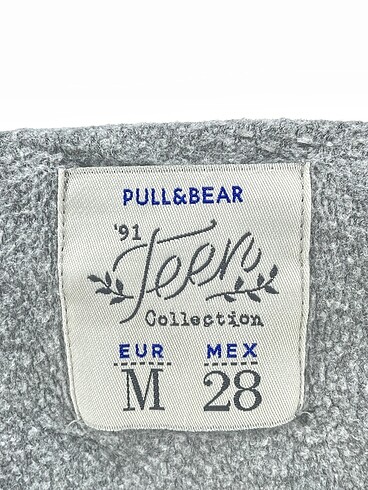 PULL&BEAR
'91 Teen
Collection
EUR MEX
M 28